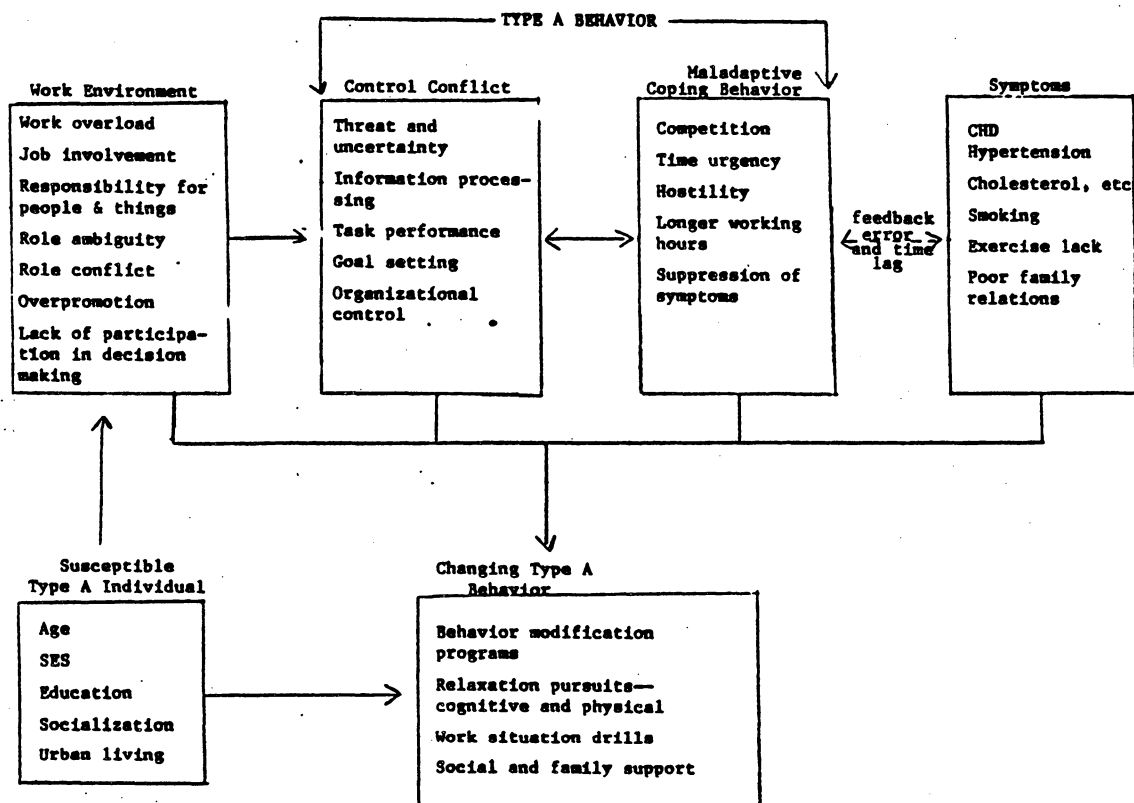 TYPE A BEHAVIOR
Work Environment
Work overload
Job involvement
Responsibility for
people & things
Role ambiguity
Role conflict
Overpromotion
Lack of participa-
tion in decision
making
Control Conflict
Threat and
uncertainty
Information proces-
sing
Task performance
Goal setting
Organizational
control
Maladaptive
Coping Behavior
Competition
Time urgency
Hostility
Longer working
hours
Suppression of
symptoms
feedback
error
and time
lag
Symptoms
CHD
Hypertension
Cholesterol, etc
Smoking
Exercise lack
Poor family
relations
Susceptible
Type A Individual
Age
SES
Education
Socialization
Urban living
Changing Type A
Behavior
Behavior modification
programs
Relaxation pursuits—
cognitive and physical
Work situation drills
Social and family support